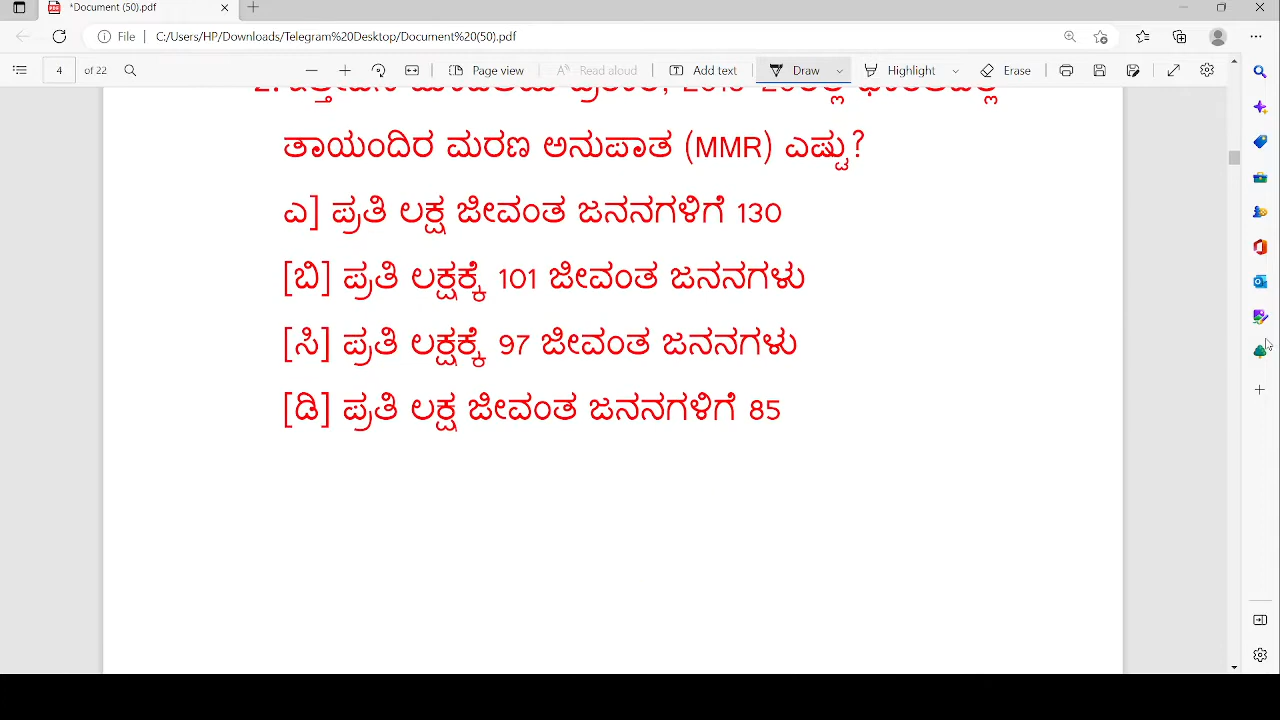 *Document (50).pdf
File C:/Users/HP/Downloads/Telegram%20Desktop/Document%20(50).pdf
4 of 22 Page view Read aloud Add text Draw Highlight Erase
ತಾಯಂದಿರ ಮರಣ ಅನುಪಾತ (MMR) ಎಷ್ಟು?
ಎ] ಪ್ರತಿ ಲಕ್ಷ ಜೀವಂತ ಜನನಗಳಿಗೆ 130
[ಬಿ] ಪ್ರತಿ ಲಕ್ಷಕ್ಕೆ 101 ಜೀವಂತ ಜನನಗಳು
[ಸಿ] ಪ್ರತಿ ಲಕ್ಷಕ್ಕೆ 97 ಜೀವಂತ ಜನನಗಳು
[ಡಿ] ಪ್ರತಿ ಲಕ್ಷ ಜೀವಂತ ಜನನಗಳಿಗೆ 85